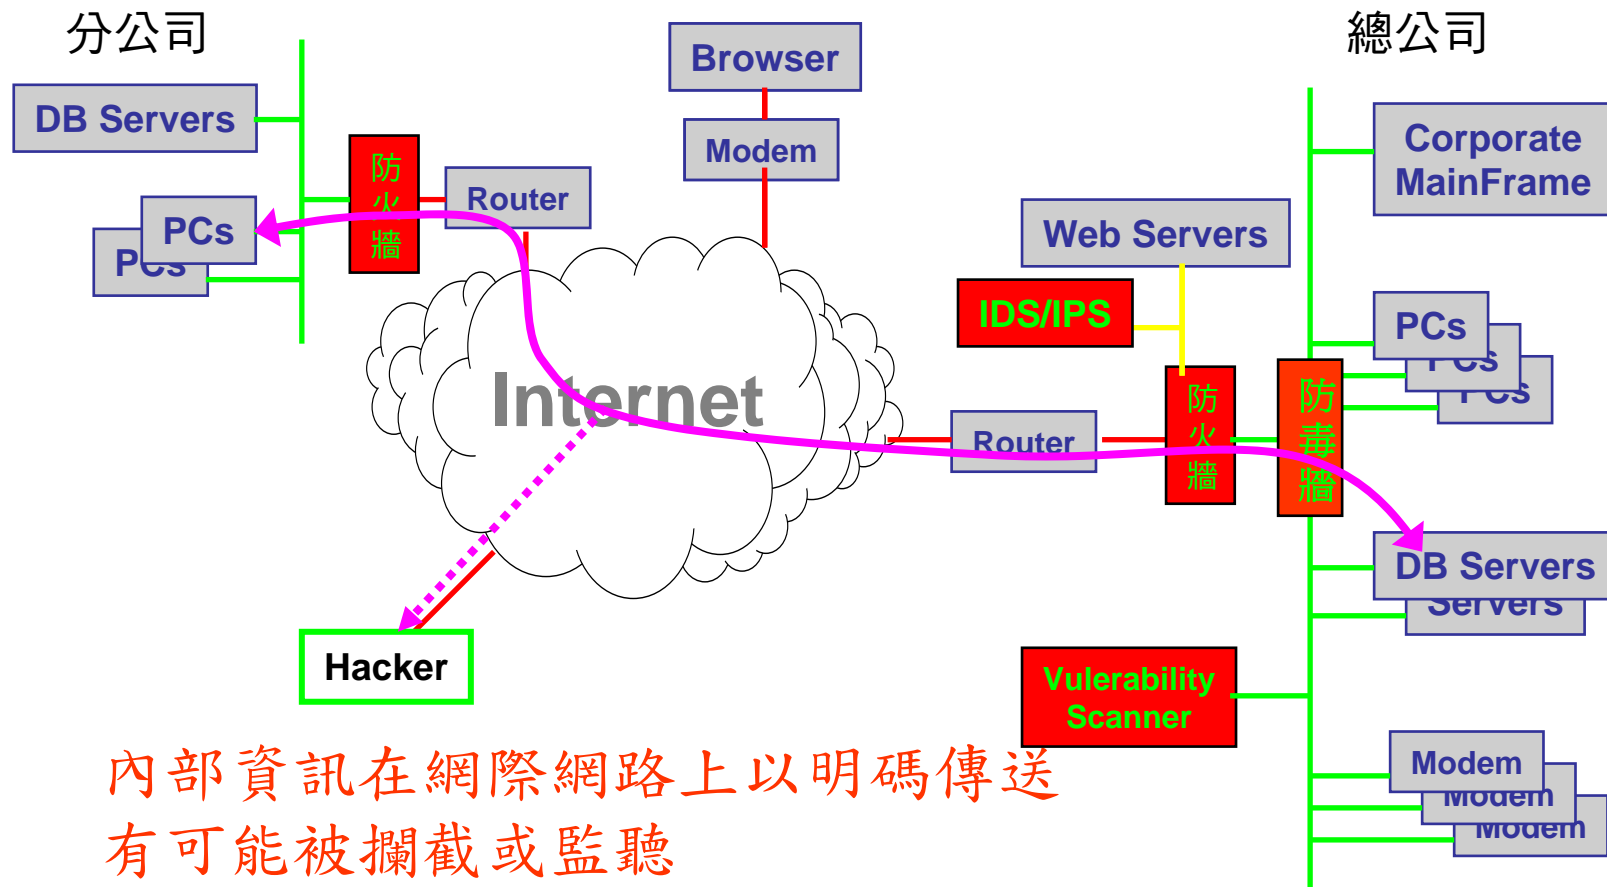 分公司
總公司
Browser
DB Servers
Modem
Corporate
MainFrame
防火牆
Router
PCs
PCs
Web Servers
IDS/IPS
PCs
PCs
PCs
Internet
防火牆
防毒牆
Router
DB Servers
Servers
Hacker
Vulerability
Scanner
Modem
Modem
Modem
內部資訊在網際網路上以明碼傳送
有可能被攔截或監聽